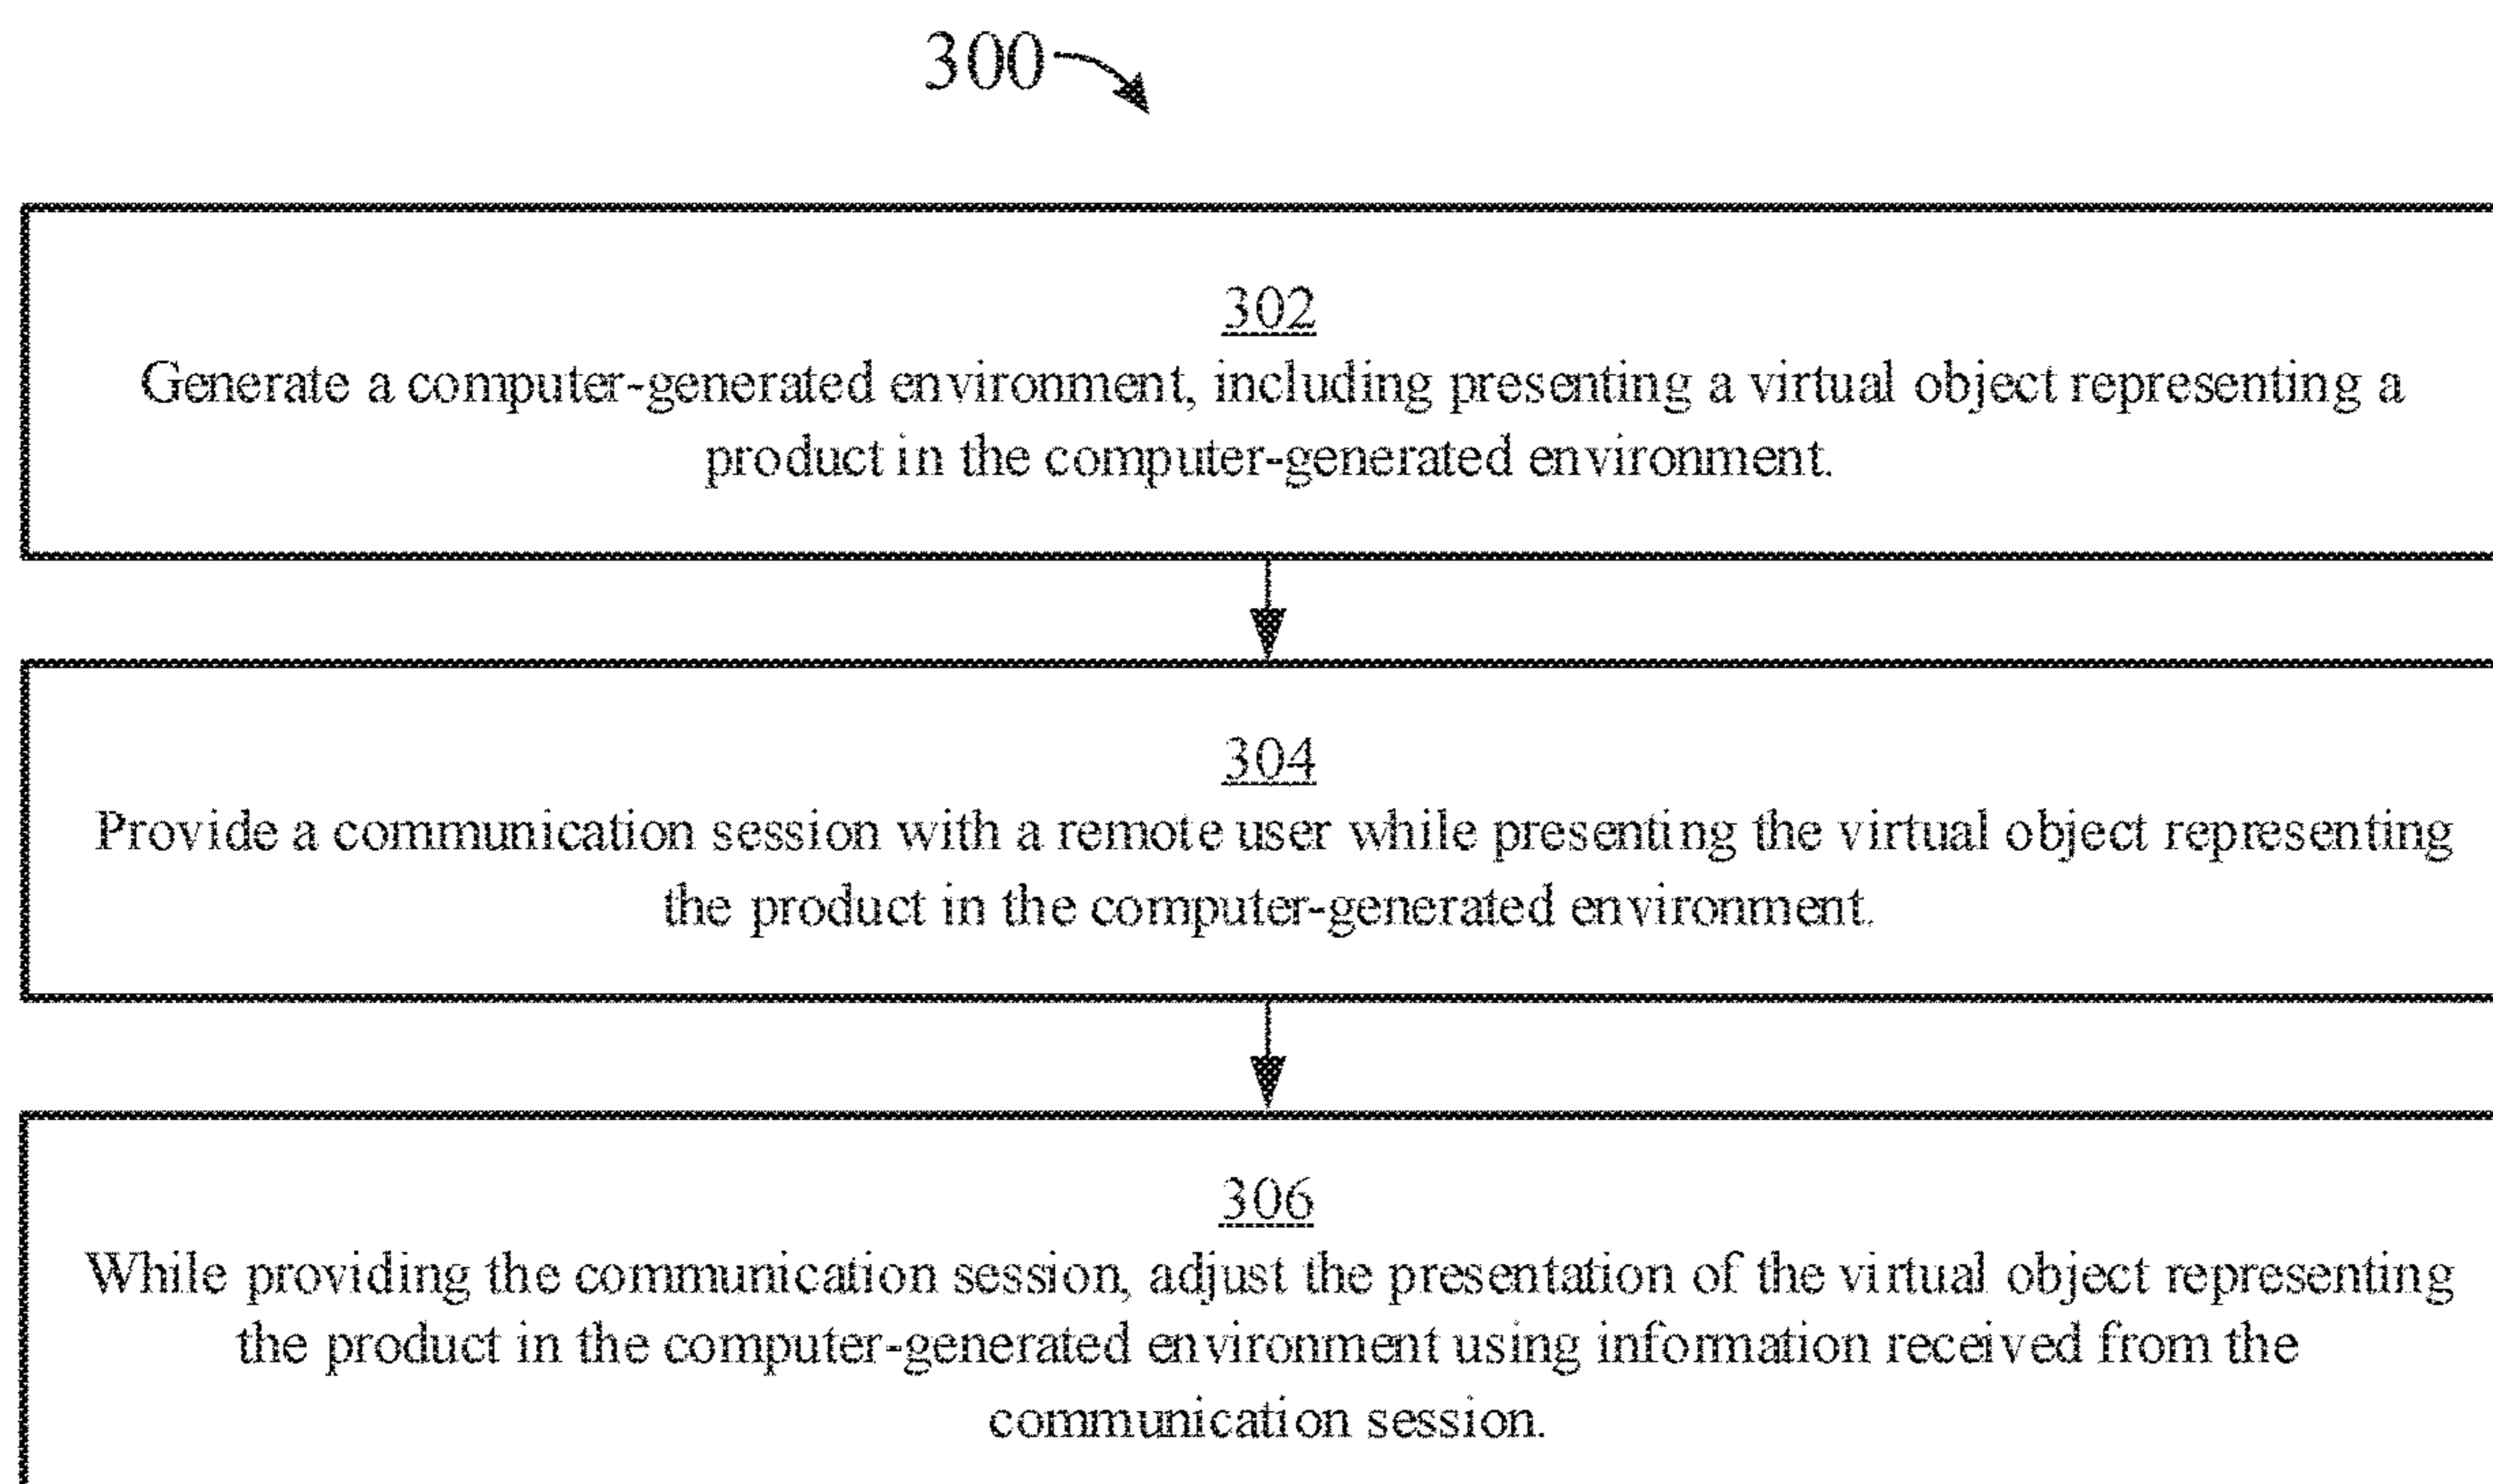 300
302
Generate a computer-generated environment, including presenting a virtual object representing a
product in the computer-generated environment.
304
Provide a communication session with a remote user while presenting the virtual object representing
the product in the computer-generated environment.
306
While providing the communication session, adjust the presentation of the virtual object representing
the product in the computer-generated environment using information received from the
communication session.